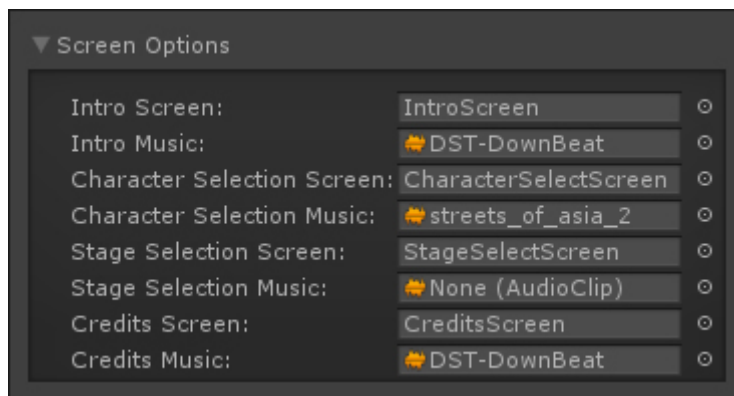 Screen Options
Intro Screen: IntroScreen
Intro Music: DST-DownBeat
Character Selection Screen: CharacterSelectScreen
Character Selection Music: streets_of_asia_2
Stage Selection Screen: StageSelectScreen
Stage Selection Music: None (AudioClip)
Credits Screen: CreditsScreen
Credits Music: DST-DownBeat